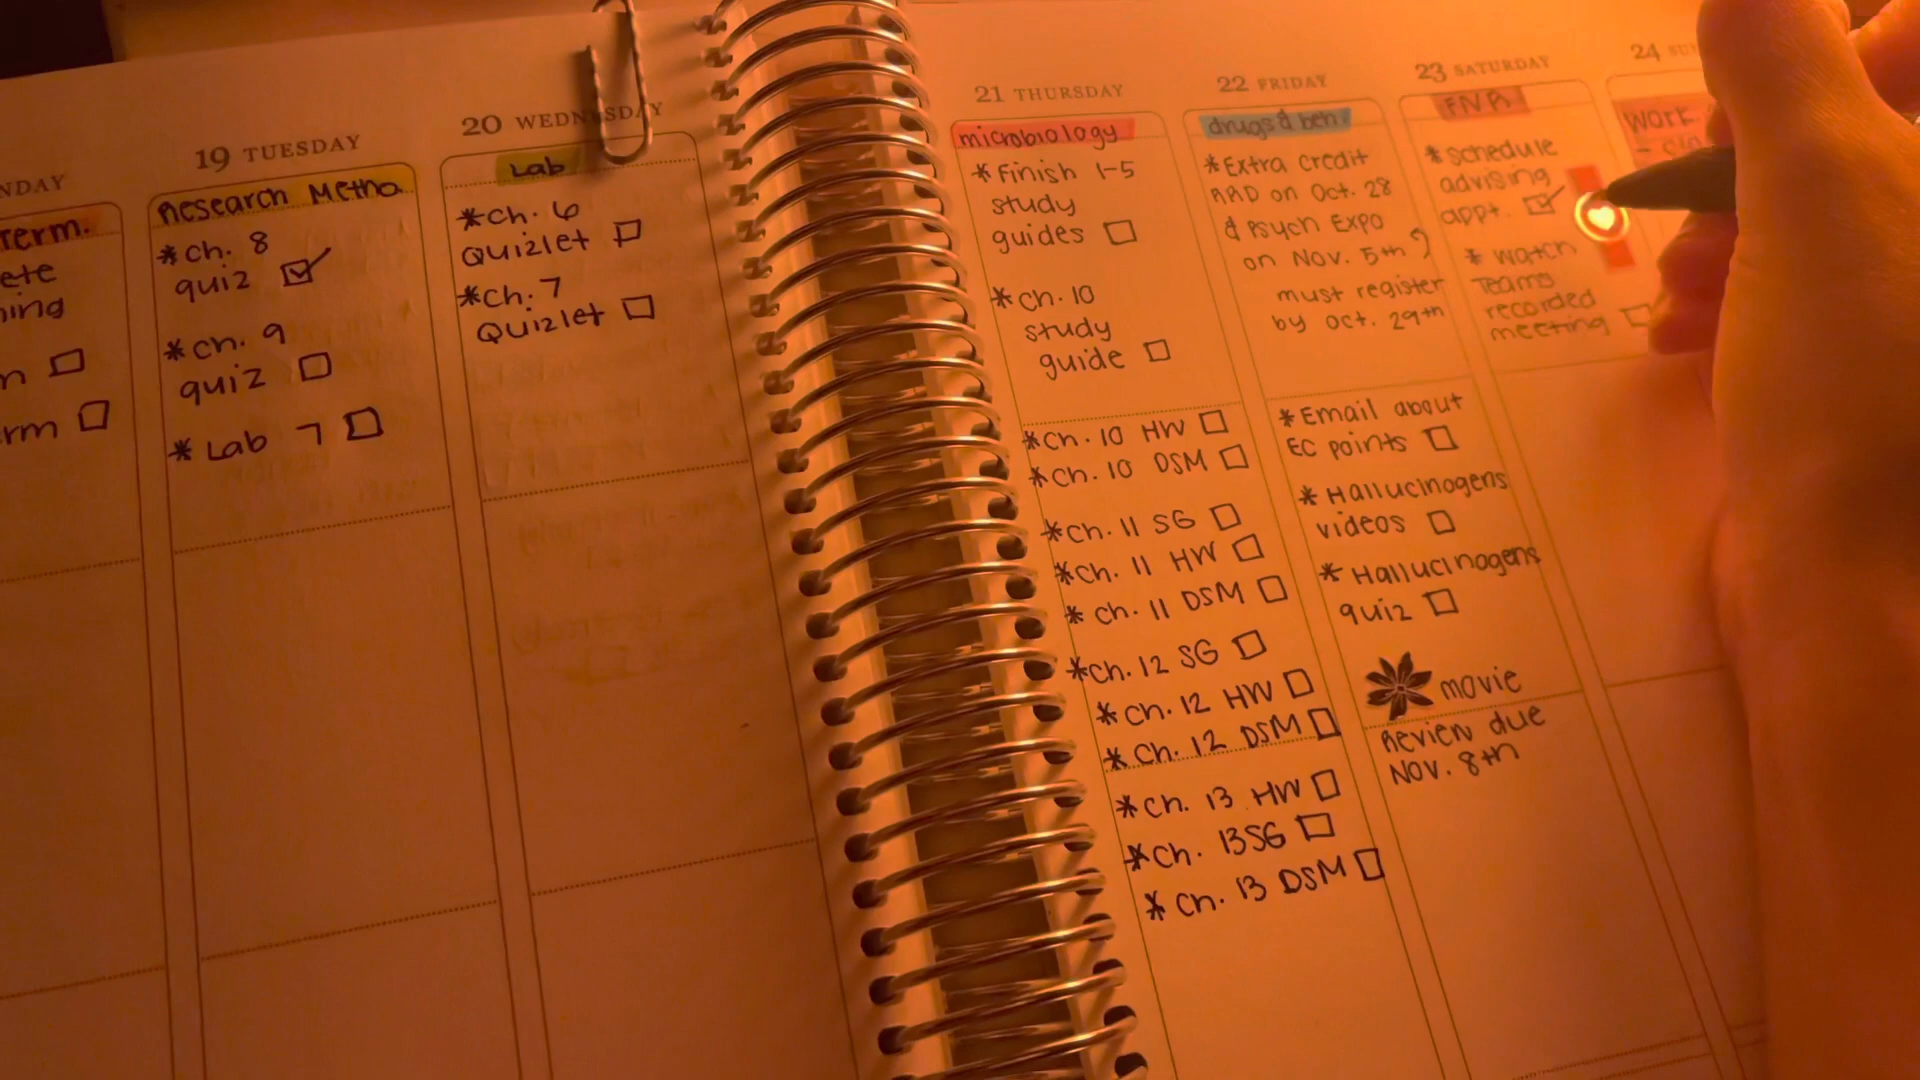 NDAY
term.
ete
ning
m
rm
19 TUESDAY
Research Metho
*Ch. 8
quiz
*Ch. 9
quiz
* Lab 7
20 WEDNESDAY
Lab
*Ch. 6
Quizlet
*Ch. 7
Quizlet
21 THURSDAY
microbiology
* Finish 1-5
study
guides
* Ch. 10
study
guide
*Ch. 10 HW
*Ch. 10 DSM
*Ch. 11 SG
*Ch. 11 HW
* Ch. 11 DSM
*Ch. 12 SG
* Ch. 12 HW
* Ch. 12 DSM
*Ch. 13 HW
*Ch. 13SG
* Ch. 13 DSM
22 FRIDAY
drugs & beh.
*Extra credit
on Oct. 28
& Psych Expo
on Nov. 5th
must register
by Oct. 29th
*Email about
EC points
* Hallucinogens
videos
* Hallucinogens
quiz
movie
Review due
Nov. 8th
23 SATURDAY
* Schedule
advising
appt.
* Watch
Teams
recorded
meeting
24 SU
Work